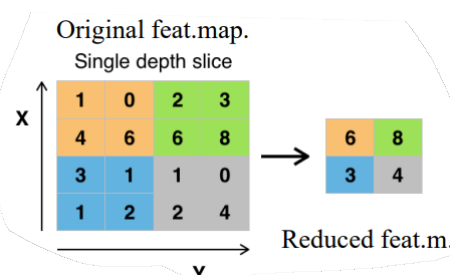 Original feat.map.
Single depth slice
X
1 0 2 3
4 6 6 8
3 1 1 0
1 2 2 4
6 8
3 4
Reduced feat.m.
Y